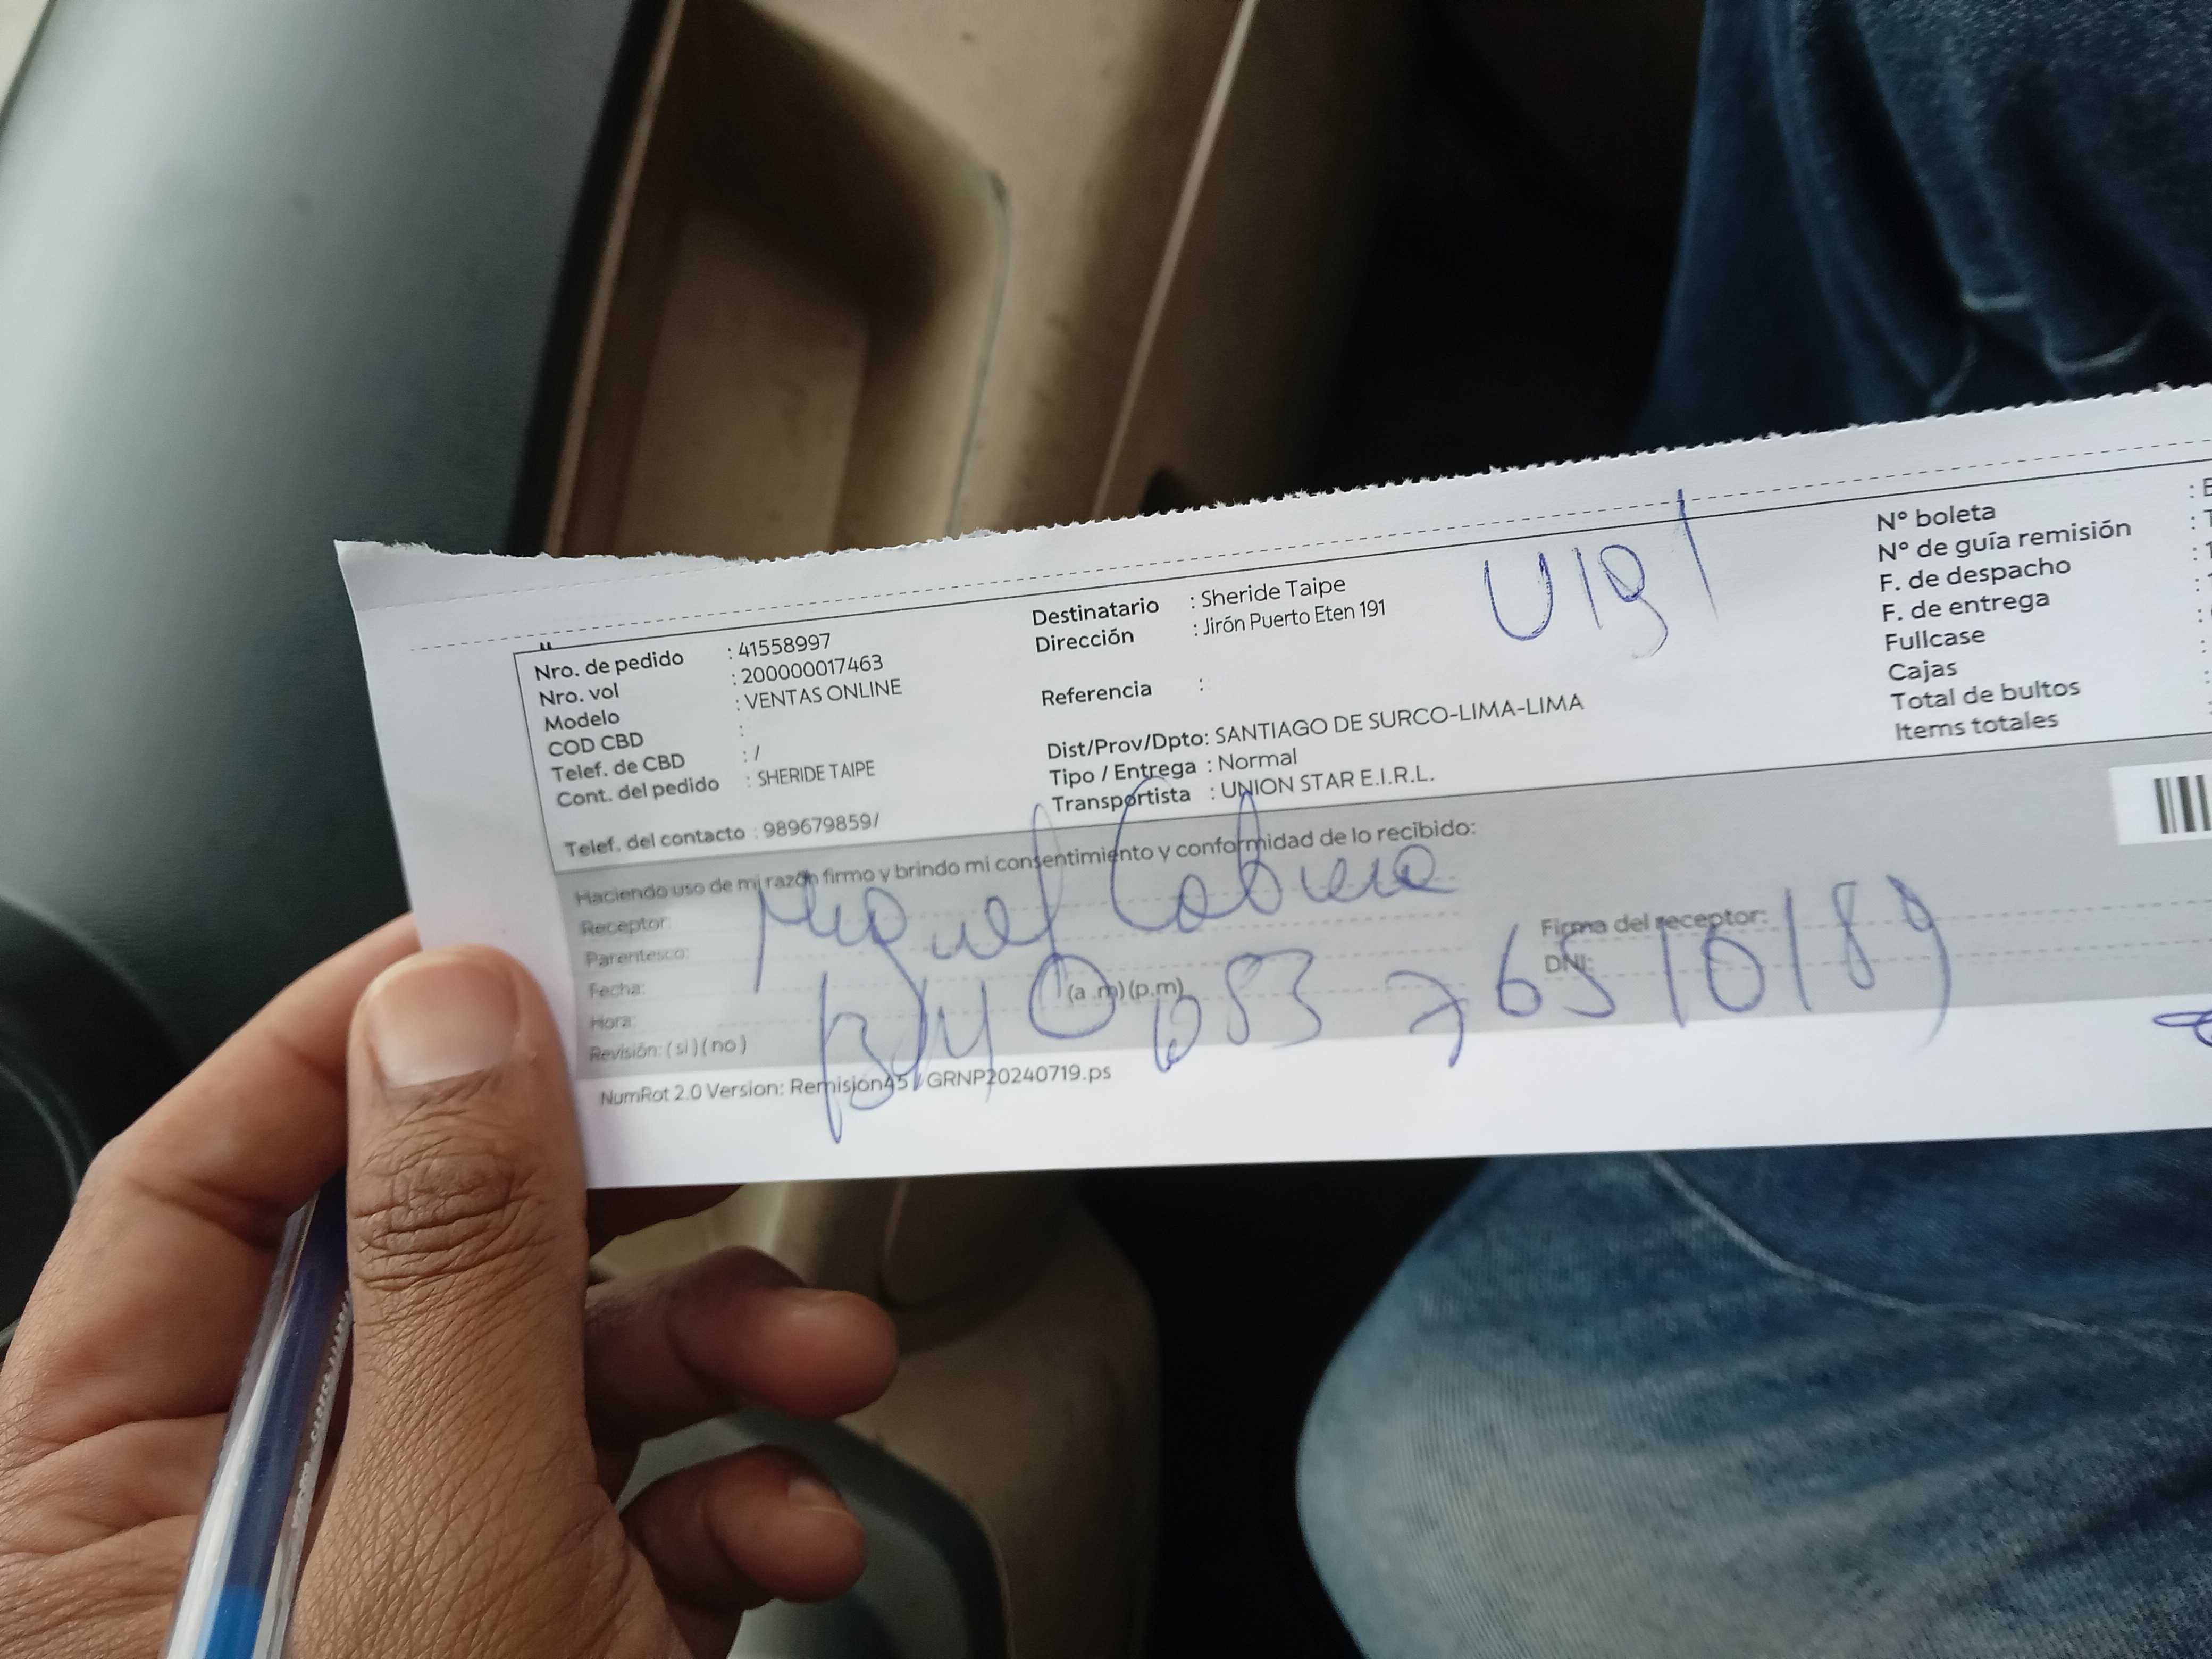 Nro. de pedido : 41558997
Nro. vol : 200000017463
Modelo : VENTAS ONLINE
COD CBD :
Telef. de CBD : /
Cont. del pedido : SHERIDE TAIPE
Telef. del contacto : 989679859/
Destinatario : Sheride Taipe
Dirección : Jirón Puerto Eten 191
Referencia :
Dist/Prov/Dpto: SANTIAGO DE SURCO-LIMA-LIMA
Tipo / Entrega : Normal
Transportista : UNION STAR E.I.R.L.
U191
N° boleta
N° de guía remisión
F. de despacho
F. de entrega
Fullcase
Cajas
Total de bultos
Items totales
Haciendo uso de mi razón firmo y brindo mi consentimiento y conformidad de lo recibido:
Receptor:
Miguel Cabrera
Parentesco:
Fecha:
Hora: (a .m) (p.m)
Revisión: ( si ) ( no )
Firma del receptor:
DNI:
76510189
NumRot 2.0 Version: Remision45 / GRNP20240719.ps